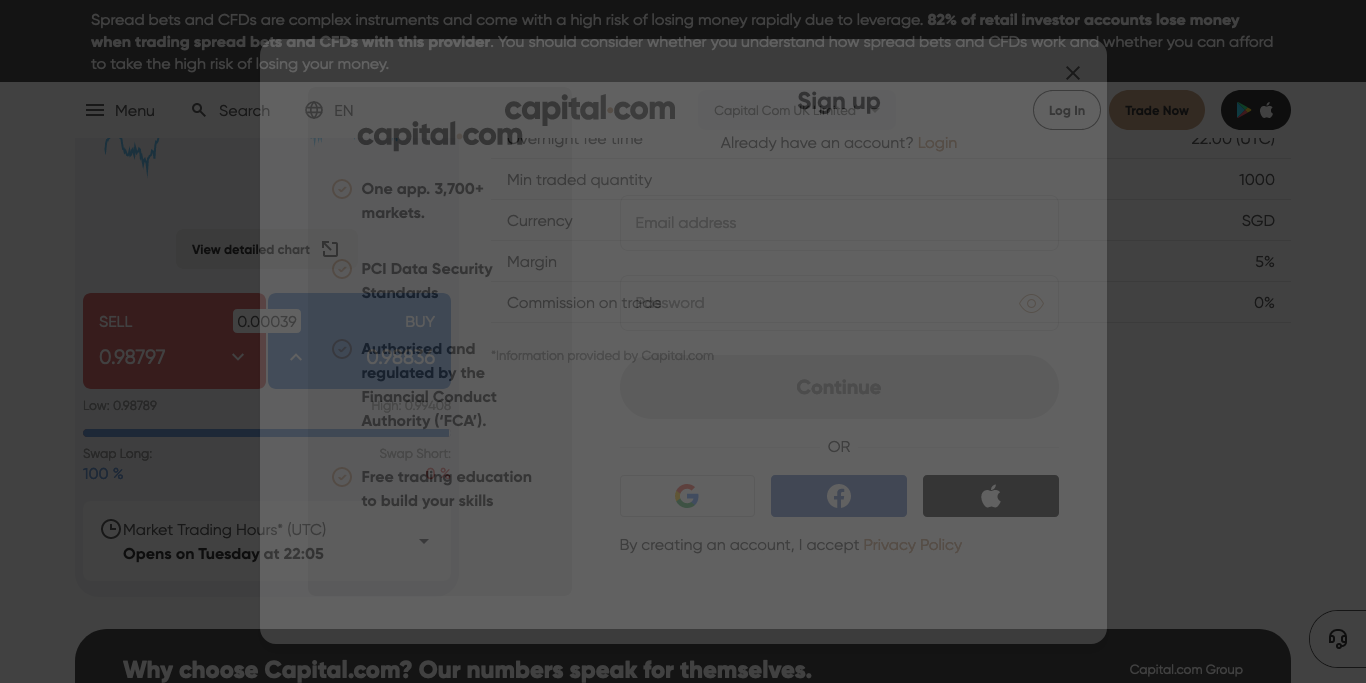 Spread bets and CFDs are complex instruments and come with a high risk of losing money rapidly due to leverage. 82% of retail investor accounts lose money
when trading spread bets and CFDs with this provider. You should consider whether you understand how spread bets and CFDs work and whether you can afford
to take the high risk of losing your money.
Menu
Search
EN
capital.com
Capital Com UK Limited
Log In
Trade Now
Sign up
capital.com
Already have an account? Login
Overnight fee time
22:00 (UTC)
Min traded quantity
1000
Currency
SGD
Margin
5%
Commission on trade
0%
*Information provided by Capital.com
One app. 3,700+
markets.
PCI Data Security
Standards
Authorised and
regulated by the
Financial Conduct
Authority (‘FCA’).
Free trading education
to build your skills
Email address
Password
Continue
OR
By creating an account, I accept Privacy Policy
View detailed chart
SELL
0.00039
BUY
0.98797
0.98836
Low: 0.98789
High: 0.99408
Swap Long:
Swap Short:
100 %
0 %
Market Trading Hours* (UTC)
Opens on Tuesday at 22:05
Why choose Capital.com? Our numbers speak for themselves.
Capital.com Group